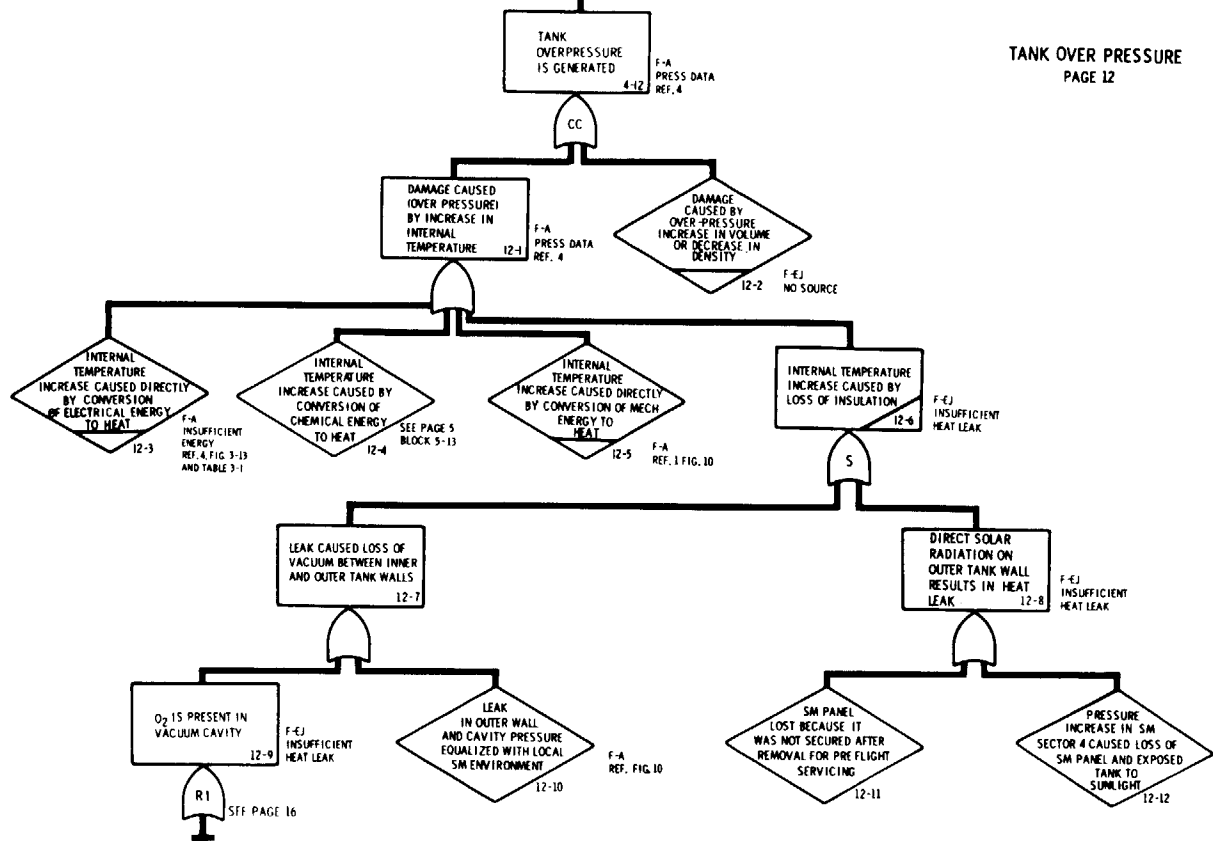 TANK OVER PRESSURE
PAGE 12
TANK
OVERPRESSURE
IS GENERATED
4-12
F-A
PRESS DATA
REF. 4
CC
DAMAGE CAUSED
(OVER PRESSURE)
BY INCREASE IN
INTERNAL
TEMPERATURE
12-1
F-A
PRESS DATA
REF. 4
DAMAGE
CAUSED BY
OVER-PRESSURE
INCREASE IN VOLUME
OR DECREASE IN
DENSITY
12-2
F-EJ
NO SOURCE
INTERNAL
TEMPERATURE
INCREASE CAUSED DIRECTLY
BY CONVERSION
OF ELECTRICAL ENERGY
TO HEAT
12-3
F-A
INSUFFICIENT
ENERGY
REF. 4, FIG. 3-13
AND TABLE 3-1
INTERNAL
TEMPERATURE
INCREASE CAUSED BY
CONVERSION OF
CHEMICAL ENERGY
TO HEAT
12-4
SEE PAGE 5
BLOCK 5-13
INTERNAL
TEMPERATURE
INCREASE CAUSED DIRECTLY
BY CONVERSION OF MECH
ENERGY TO
HEAT
12-5
F-A
REF. 1 FIG. 10
INTERNAL TEMPERATURE
INCREASE CAUSED BY
LOSS OF INSULATION
12-6
F-EJ
INSUFFICIENT
HEAT LEAK
S
LEAK CAUSED LOSS OF
VACUUM BETWEEN INNER
AND OUTER TANK WALLS
12-7
DIRECT SOLAR
RADIATION ON
OUTER TANK WALL
RESULTS IN HEAT
LEAK
12-8
F-EJ
INSUFFICIENT
HEAT LEAK
O2 IS PRESENT IN
VACUUM CAVITY
12-9
F-EJ
INSUFFICIENT
HEAT LEAK
R1
SEE PAGE 16
LEAK
IN OUTER WALL
AND CAVITY PRESSURE
EQUALIZED WITH LOCAL
SM ENVIRONMENT
12-10
F-A
REF. FIG. 10
SM PANEL
LOST BECAUSE IT
WAS NOT SECURED AFTER
REMOVAL FOR PRE FLIGHT
SERVICING
12-11
PRESSURE
INCREASE IN SM
SECTOR 4 CAUSED LOSS OF
SM PANEL AND EXPOSED
TANK TO
SUNLIGHT
12-12